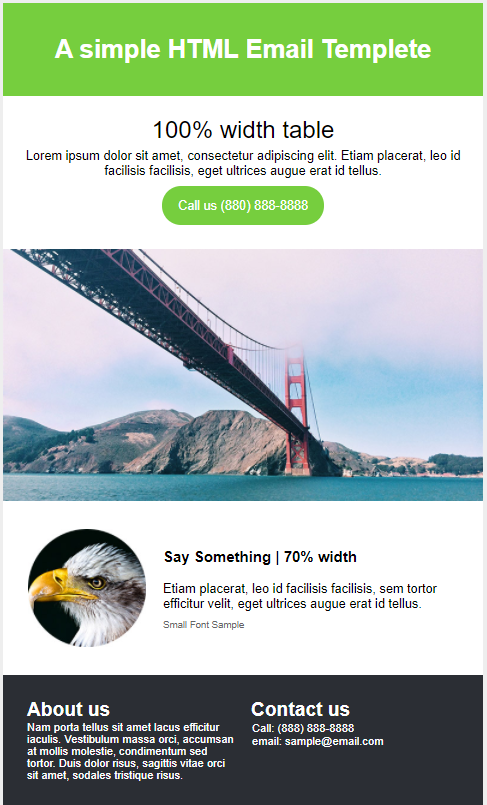 A simple HTML Email Templete
100% width table
Lorem ipsum dolor sit amet, consectetur adipiscing elit. Etiam placerat, leo id
facilisis facilisis, eget ultrices augue erat id tellus.
Call us (880) 888-8888
Say Something | 70% width
Etiam placerat, leo id facilisis facilisis, sem tortor
efficitur velit, eget ultrices augue erat id tellus.
Small Font Sample
About us
Nam porta tellus sit amet lacus efficitur
iaculis. Vestibulum massa orci, accumsan
at mollis molestie, condimentum sed
tortor. Duis dolor risus, sagittis vitae orci
sit amet, sodales tristique risus.
Contact us
Call: (888) 888-8888
email: sample@email.com